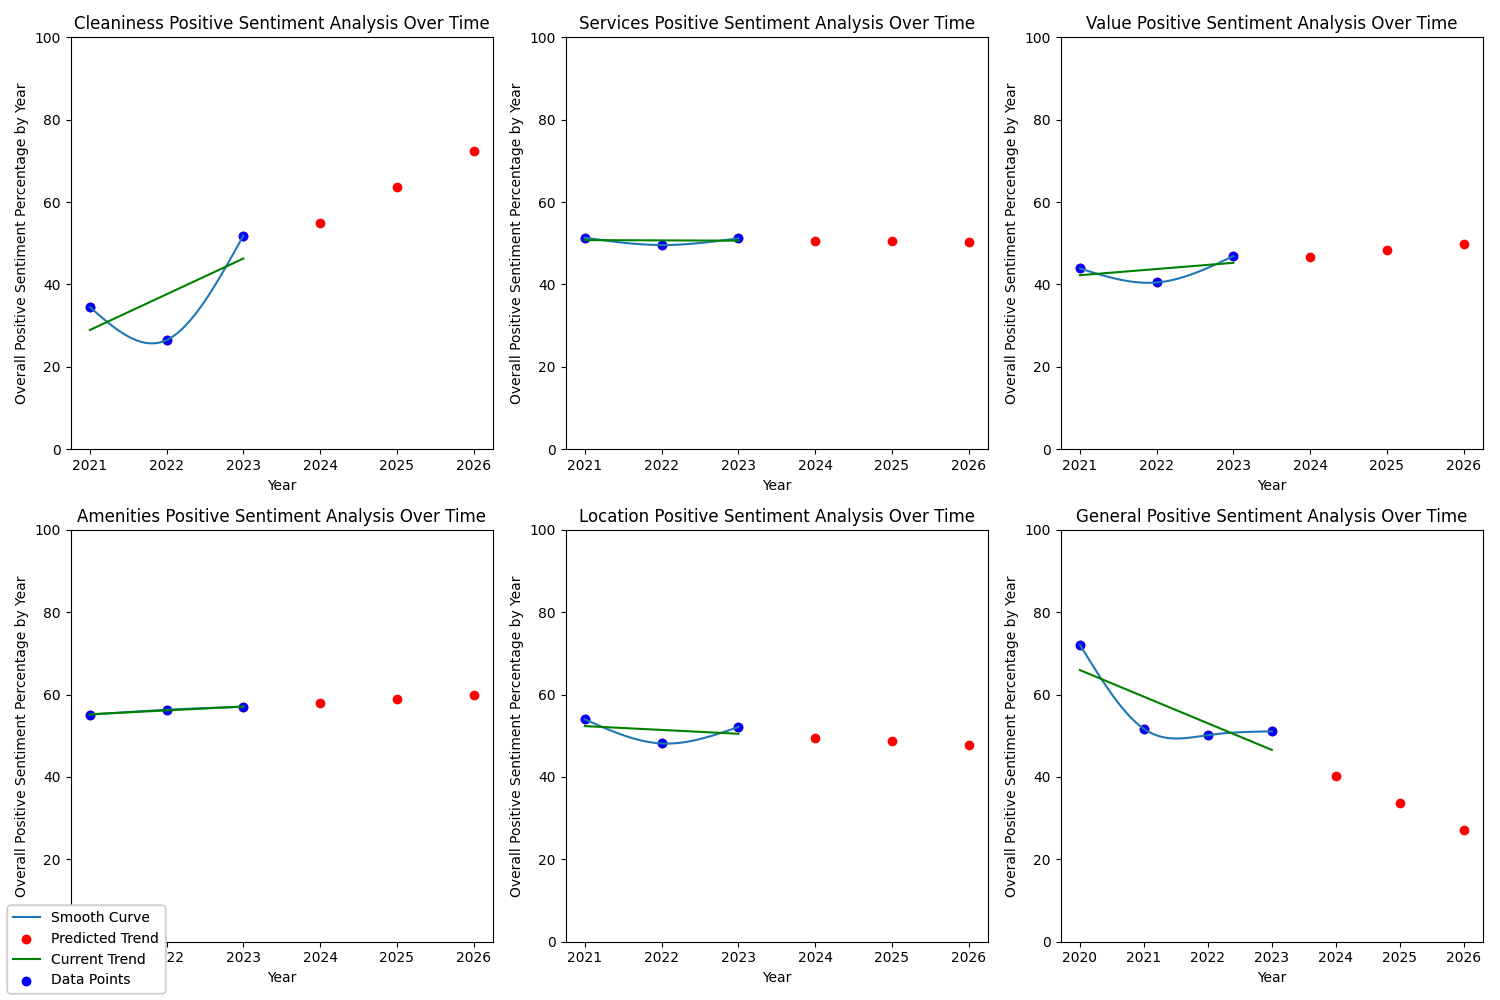 Cleaniness Positive Sentiment Analysis Over Time
Overall Positive Sentiment Percentage by Year
100
80
60
40
20
0
2021 2022 2023 2024 2025 2026
Year
Services Positive Sentiment Analysis Over Time
Overall Positive Sentiment Percentage by Year
100
80
60
40
20
0
2021 2022 2023 2024 2025 2026
Year
Value Positive Sentiment Analysis Over Time
Overall Positive Sentiment Percentage by Year
100
80
60
40
20
0
2021 2022 2023 2024 2025 2026
Year
Amenities Positive Sentiment Analysis Over Time
Overall Positive Sentiment Percentage by Year
100
80
60
40
20
22 2023 2024 2025 2026
Year
Smooth Curve
Predicted Trend
Current Trend
Data Points
Location Positive Sentiment Analysis Over Time
Overall Positive Sentiment Percentage by Year
100
80
60
40
20
0
2021 2022 2023 2024 2025 2026
Year
General Positive Sentiment Analysis Over Time
Overall Positive Sentiment Percentage by Year
100
80
60
40
20
0
2020 2021 2022 2023 2024 2025 2026
Year